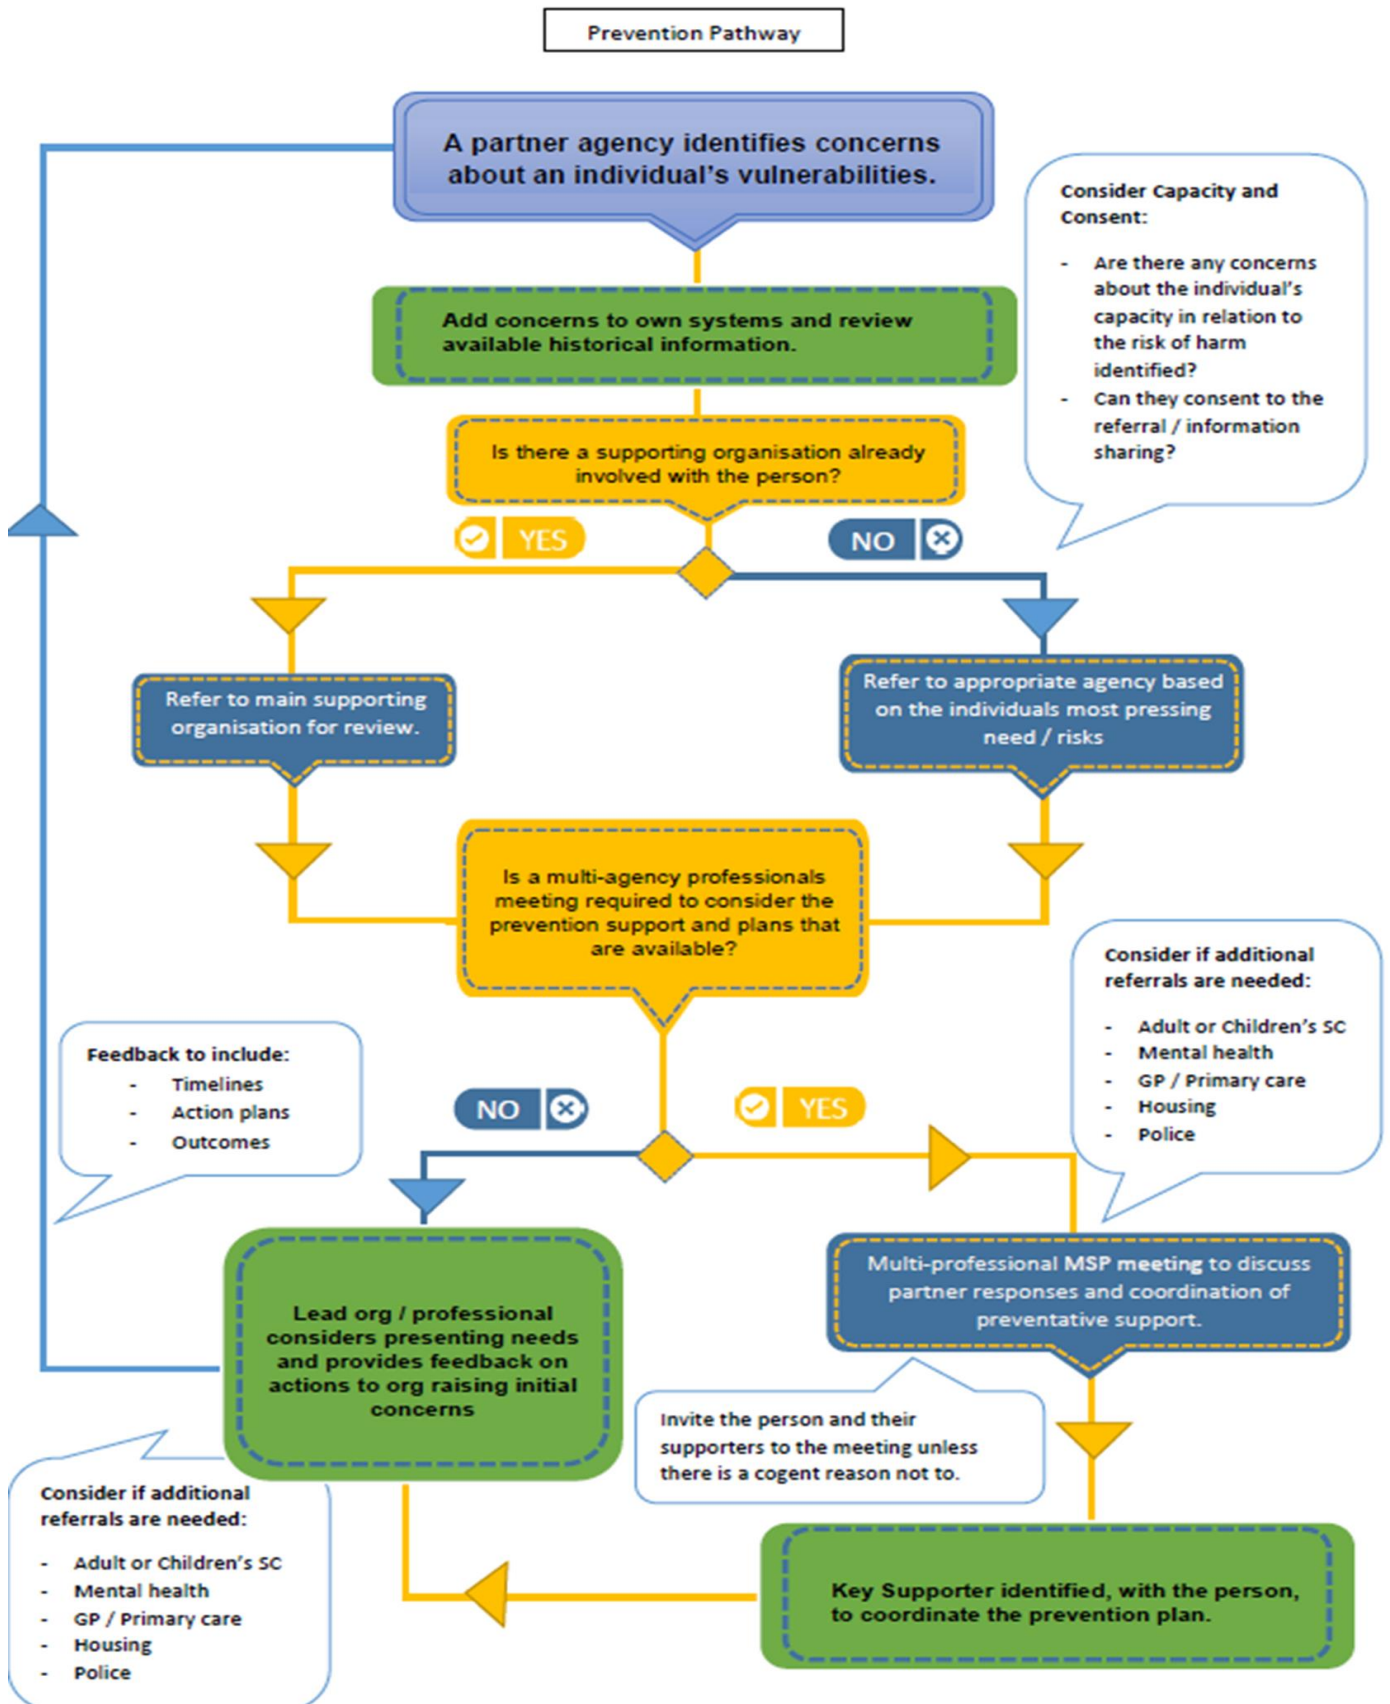 Prevention Pathway
A partner agency identifies concerns
about an individual's vulnerabilities.
Consider Capacity and
Consent:
- Are there any concerns
about the individual's
capacity in relation to
the risk of harm
identified?
- Can they consent to the
referral / information
sharing?
Add concerns to own systems and review
available historical information.
Is there a supporting organisation already
involved with the person?
YES
NO
Refer to main supporting
organisation for review.
Refer to appropriate agency based
on the individuals most pressing
need / risks
Is a multi-agency professionals
meeting required to consider the
prevention support and plans that
are available?
Consider if additional
referrals are needed:
- Adult or Children's SC
- Mental health
- GP / Primary care
- Housing
- Police
Feedback to include:
- Timelines
- Action plans
- Outcomes
NO
YES
Lead org / professional
considers presenting needs
and provides feedback on
actions to org raising initial
concerns
Multi-professional MSP meeting to discuss
partner responses and coordination of
preventative support.
Invite the person and their
supporters to the meeting unless
there is a cogent reason not to.
Consider if additional
referrals are needed:
- Adult or Children's SC
- Mental health
- GP / Primary care
- Housing
- Police
Key Supporter identified, with the person,
to coordinate the prevention plan.